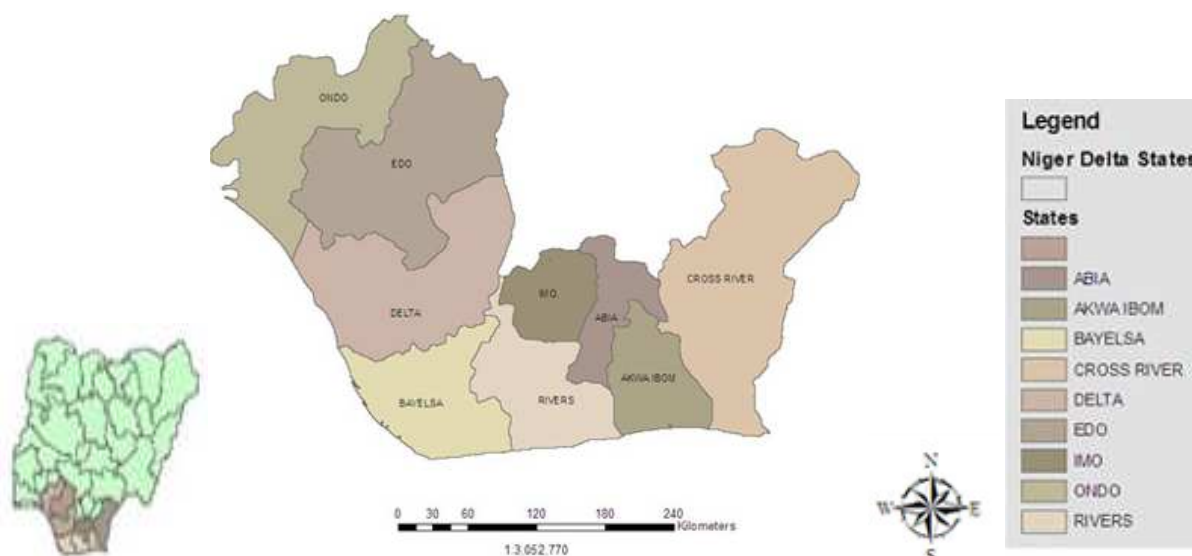 ONDO
EDO
DELTA
IMO
ABIA
CROSS RIVER
AKWA IBOM
BAYELSA
RIVERS
0 30 60 120 180 240
Kilometers
1:3,052,770
N
W E
S
Legend
Niger Delta States
States
ABIA
AKWA IBOM
BAYELSA
CROSS RIVER
DELTA
EDO
IMO
ONDO
RIVERS